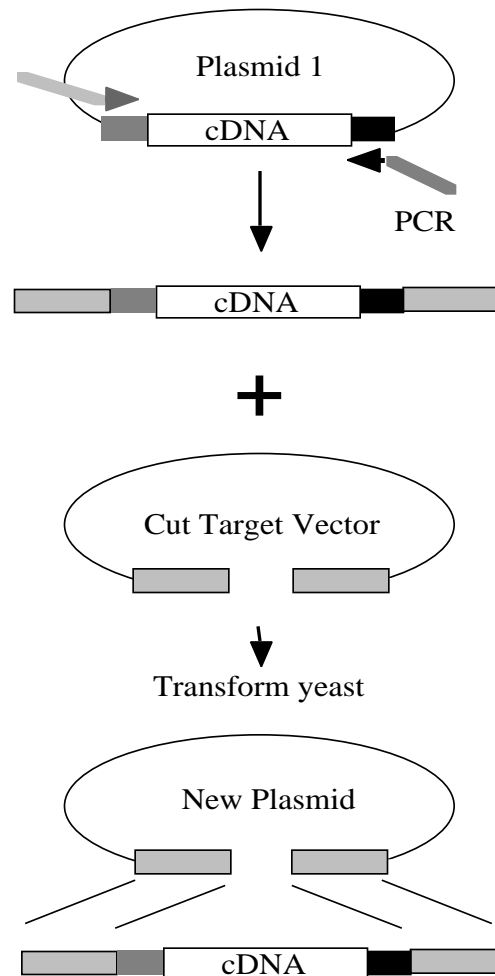 Plasmid 1
cDNA
PCR
cDNA
+
Cut Target Vector
Transform yeast
New Plasmid
cDNA